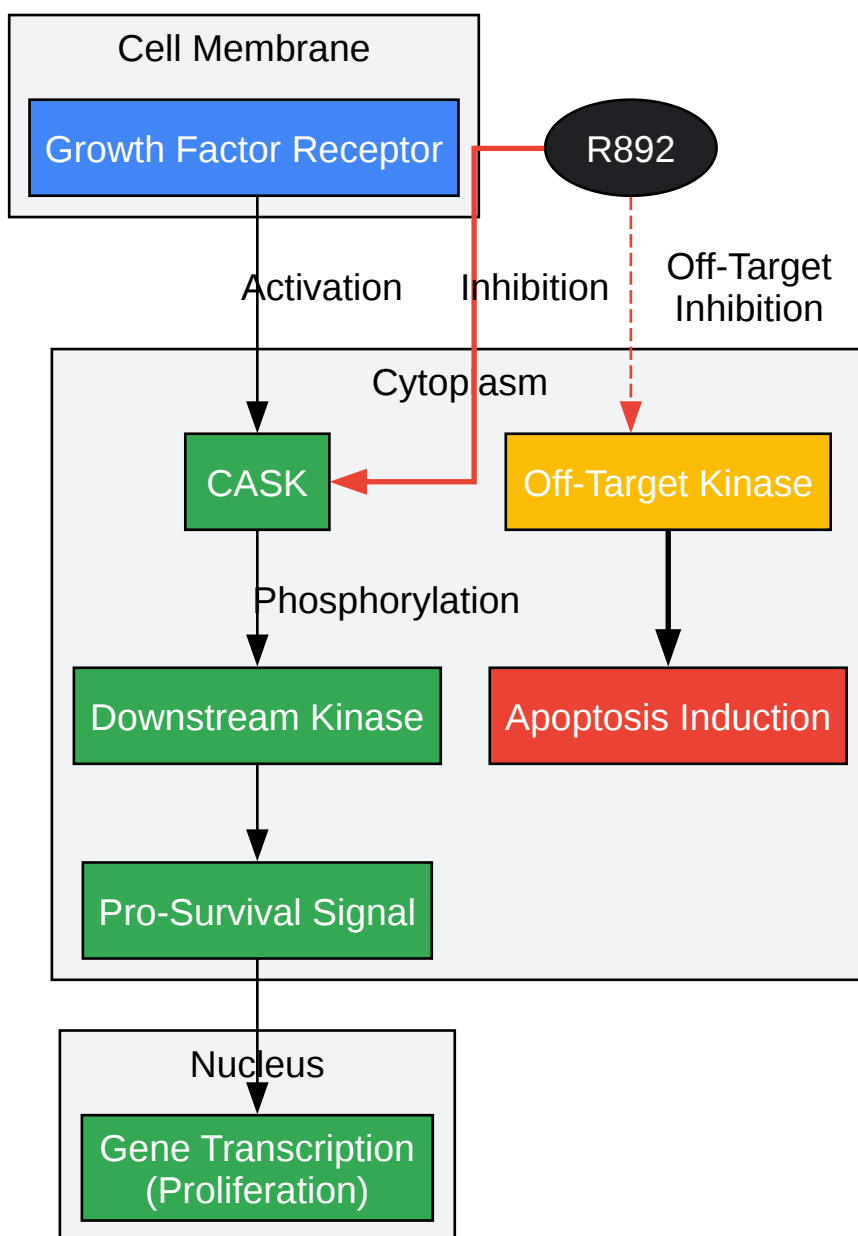 Cell Membrane
Growth Factor Receptor
R892
Activation
Inhibition
Off-Target
Inhibition
Cytoplasm
CASK
Off-Target Kinase
Phosphorylation
Downstream Kinase
Apoptosis Induction
Pro-Survival Signal
Nucleus
Gene Transcription
(Proliferation)